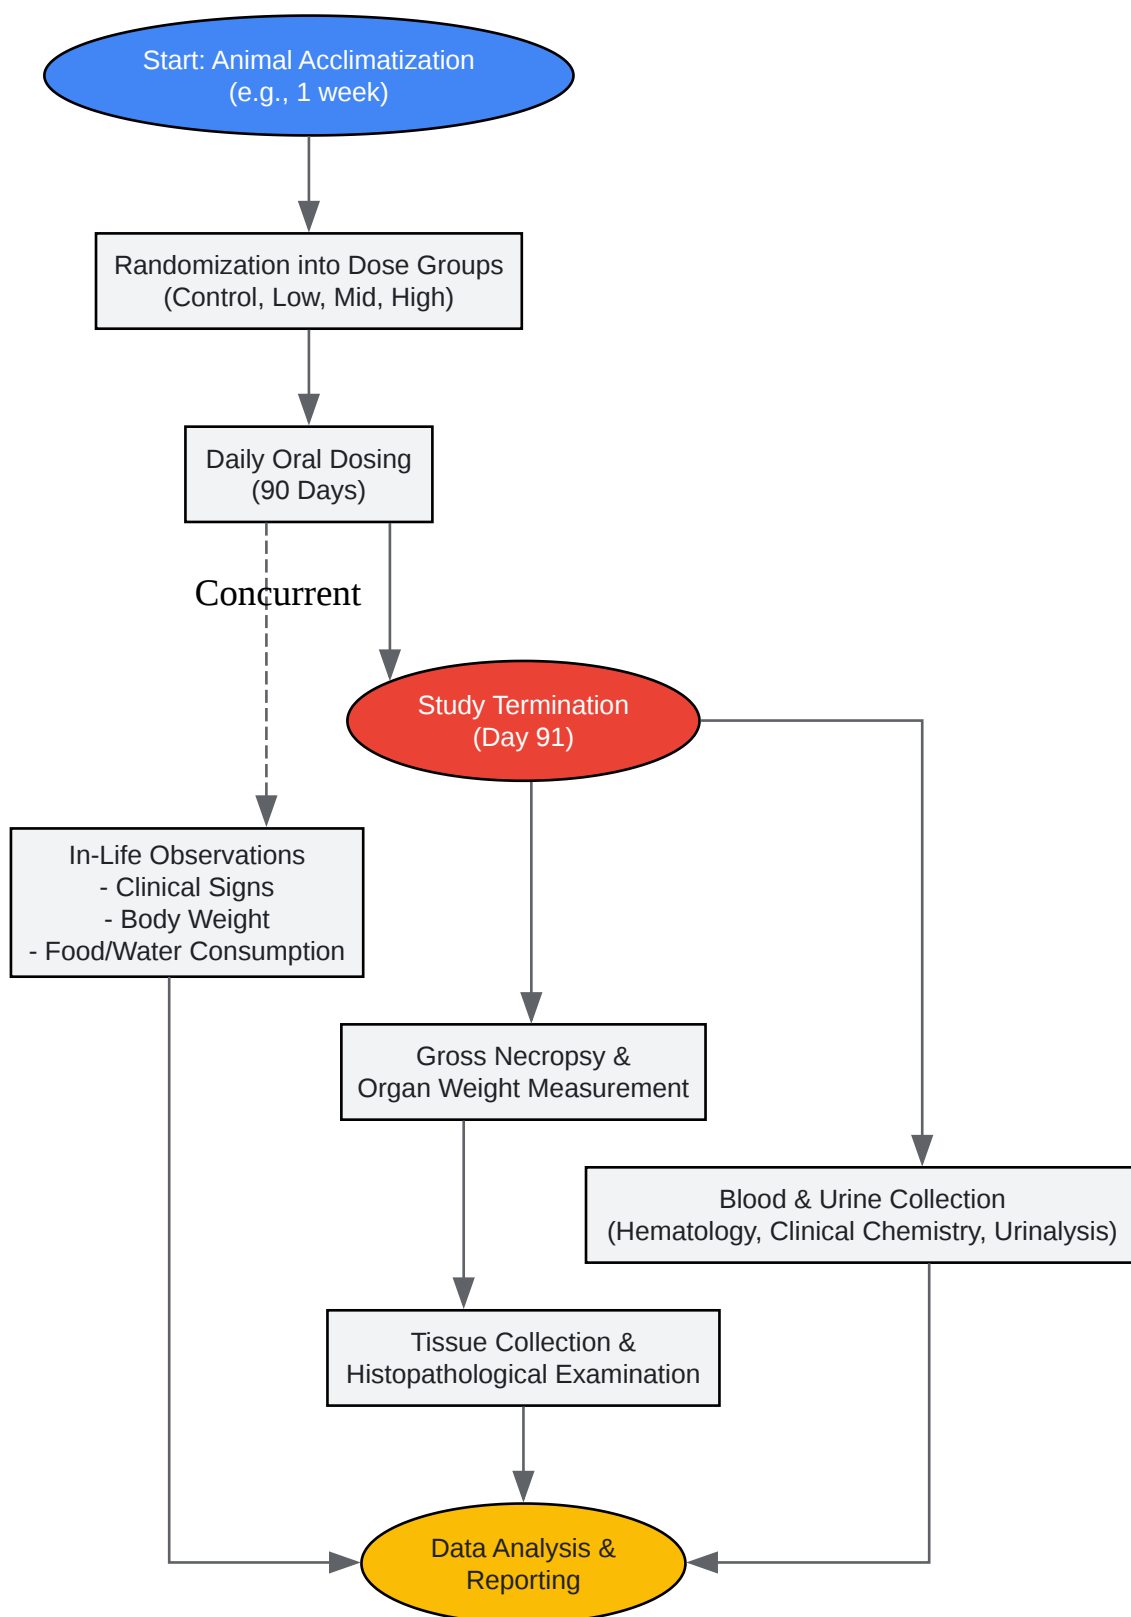 Start: Animal Acclimatization
(e.g., 1 week)
Randomization into Dose Groups
(Control, Low, Mid, High)
Daily Oral Dosing
(90 Days)
Concurrent
Study Termination
(Day 91)
In-Life Observations
- Clinical Signs
- Body Weight
- Food/Water Consumption
Gross Necropsy &
Organ Weight Measurement
Blood & Urine Collection
(Hematology, Clinical Chemistry, Urinalysis)
Tissue Collection &
Histopathological Examination
Data Analysis &
Reporting